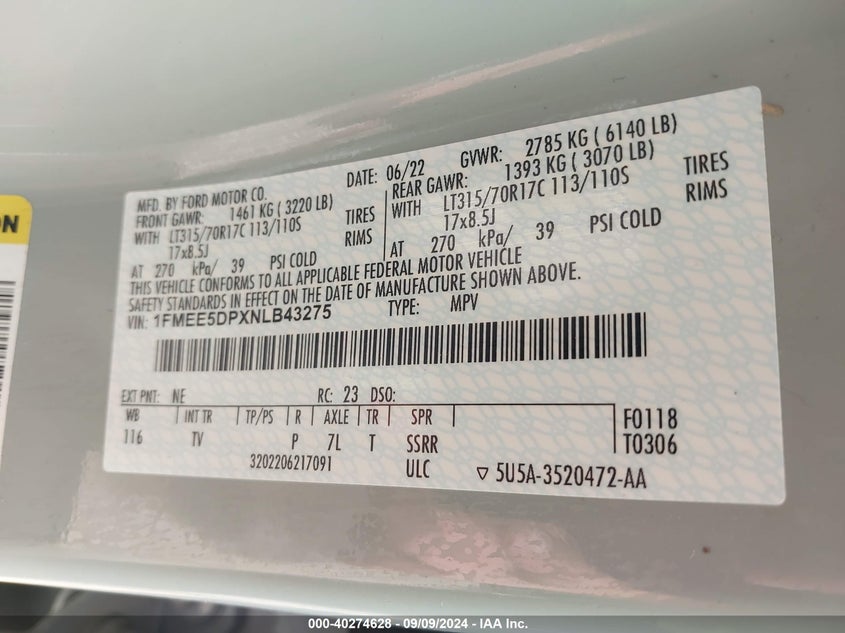 ON
MFD. BY FORD MOTOR CO. DATE: 06/22 GVWR: 2785 KG ( 6140 LB)
FRONT GAWR: 1461 KG ( 3220 LB) REAR GAWR: 1393 KG ( 3070 LB)
WITH LT315/70R17C 113/110S TIRES WITH LT315/70R17C 113/110S TIRES
17x8.5J RIMS 17x8.5J RIMS
AT 270 kPa/ 39 PSI COLD AT 270 kPa/ 39 PSI COLD
THIS VEHICLE CONFORMS TO ALL APPLICABLE FEDERAL MOTOR VEHICLE
SAFETY STANDARDS IN EFFECT ON THE DATE OF MANUFACTURE SHOWN ABOVE.
VIN: 1FMEE5DPXNLB43275 TYPE: MPV
EXT PNT: NE RC: 23 DSO:
WB INT TR TP/PS R AXLE TR SPR F0118
116 TV P 7L T SSRR T0306
3202206217091 ULC 5U5A-3520472-AA
000-40274628 - 09/09/2024 - IAA Inc.